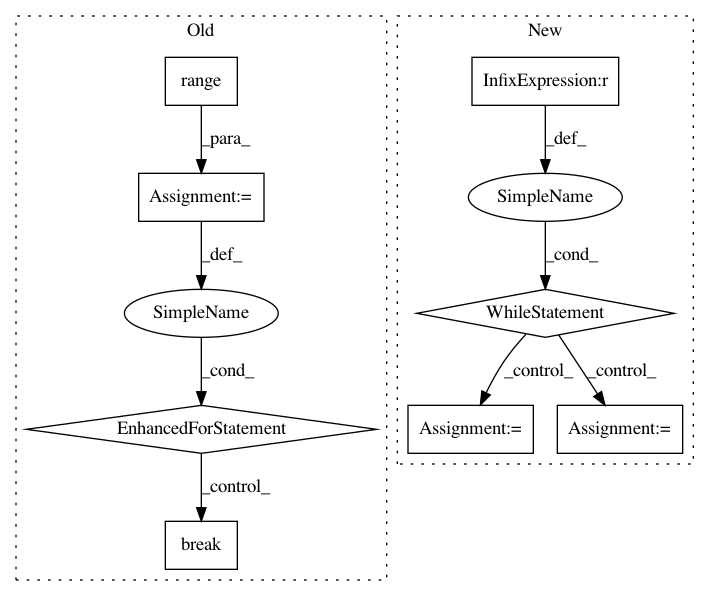 Old
New
range
InfixExpression:r
_para_
_def_
Assignment:=
SimpleName
_def_
_cond_
SimpleName
WhileStatement
_cond_
_control_
_control_
EnhancedForStatement
Assignment:=
Assignment:=
_control_
break